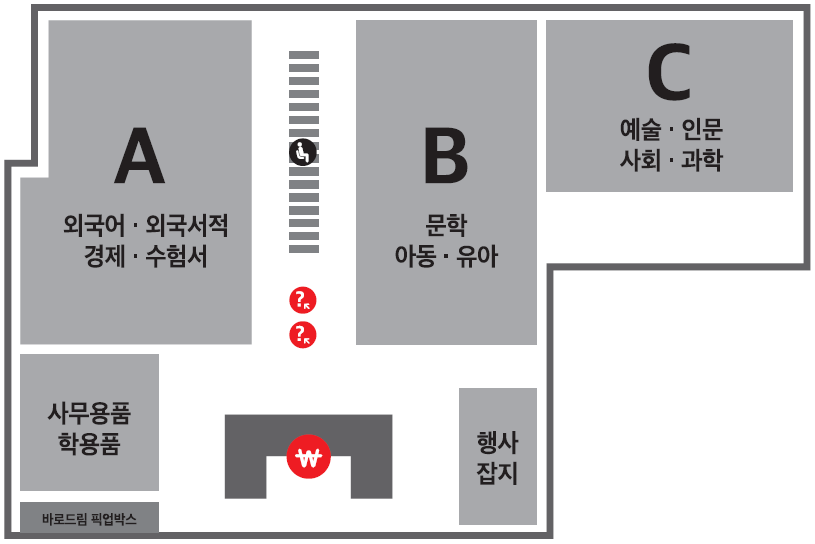 A
외국어 · 외국서적
경제 · 수험서
B
문학
아동 · 유아
C
예술 · 인문
사회 · 과학
?
?
사무용품
학용품
₩
행사
잡지
바로드림 픽업박스